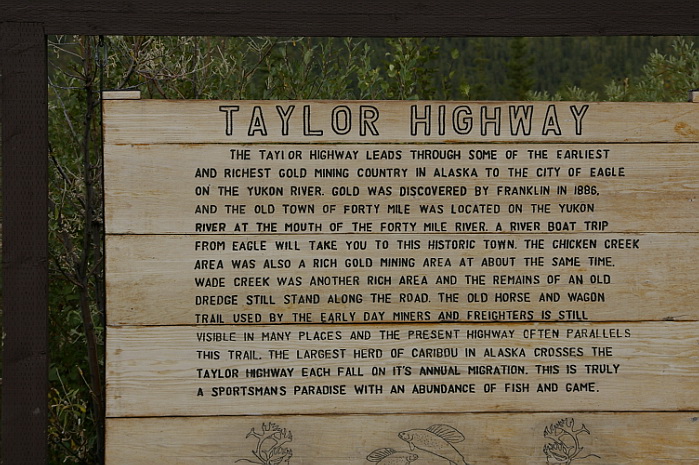 TAYLOR HIGHWAY
THE TAYLOR HIGHWAY LEADS THROUGH SOME OF THE EARLIEST
AND RICHEST GOLD MINING COUNTRY IN ALASKA TO THE CITY OF EAGLE
ON THE YUKON RIVER. GOLD WAS DISCOVERED BY FRANKLIN IN 1886,
AND THE OLD TOWN OF FORTY MILE WAS LOCATED ON THE YUKON
RIVER AT THE MOUTH OF THE FORTY MILE RIVER. A RIVER BOAT TRIP
FROM EAGLE WILL TAKE YOU TO THIS HISTORIC TOWN. THE CHICKEN CREEK
AREA WAS ALSO A RICH GOLD MINING AREA AT ABOUT THE SAME TIME.
WADE CREEK WAS ANOTHER RICH AREA AND THE REMAINS OF AN OLD
DREDGE STILL STAND ALONG THE ROAD. THE OLD HORSE AND WAGON
TRAIL USED BY THE EARLY DAY MINERS AND FREIGHTERS IS STILL
VISIBLE IN MANY PLACES AND THE PRESENT HIGHWAY OFTEN PARALLELS
THIS TRAIL. THE LARGEST HERD OF CARIBOU IN ALASKA CROSSES THE
TAYLOR HIGHWAY EACH FALL ON IT'S ANNUAL MIGRATION. THIS IS TRULY
A SPORTSMANS PARADISE WITH AN ABUNDANCE OF FISH AND GAME.